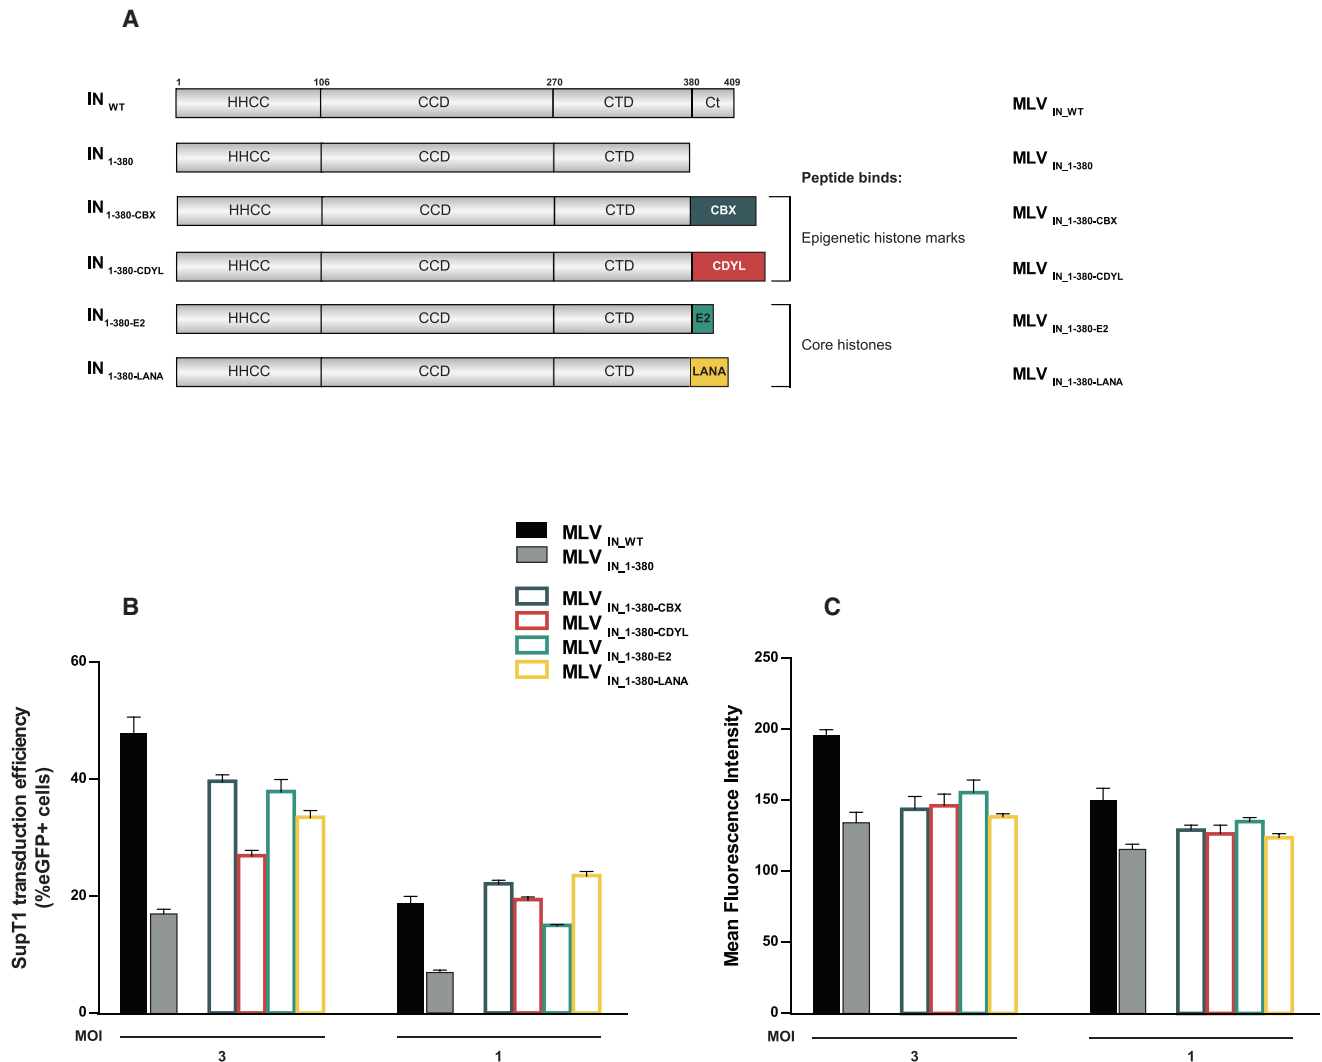 A
1 106 270 380 409
IN WT HHCC CCD CTD Ct MLV IN_WT
IN 1-380 HHCC CCD CTD MLV IN_1-380
Peptide binds:
IN 1-380-CBX HHCC CCD CTD CBX MLV IN_1-380-CBX
Epigenetic histone marks
IN 1-380-CDYL HHCC CCD CTD CDYL MLV IN_1-380-CDYL
IN 1-380-E2 HHCC CCD CTD E2 MLV IN_1-380-E2
Core histones
IN 1-380-LANA HHCC CCD CTD LANA MLV IN_1-380-LANA
MLV IN_WT
MLV IN_1-380
MLV IN_1-380-CBX
MLV IN_1-380-CDYL
MLV IN_1-380-E2
MLV IN_1-380-LANA
B
SupT1 transduction efficiency
(%eGFP+ cells)
60
40
20
0
MOI
3 1
C
Mean Fluorescence Intensity
250
200
150
100
50
0
MOI
3 1